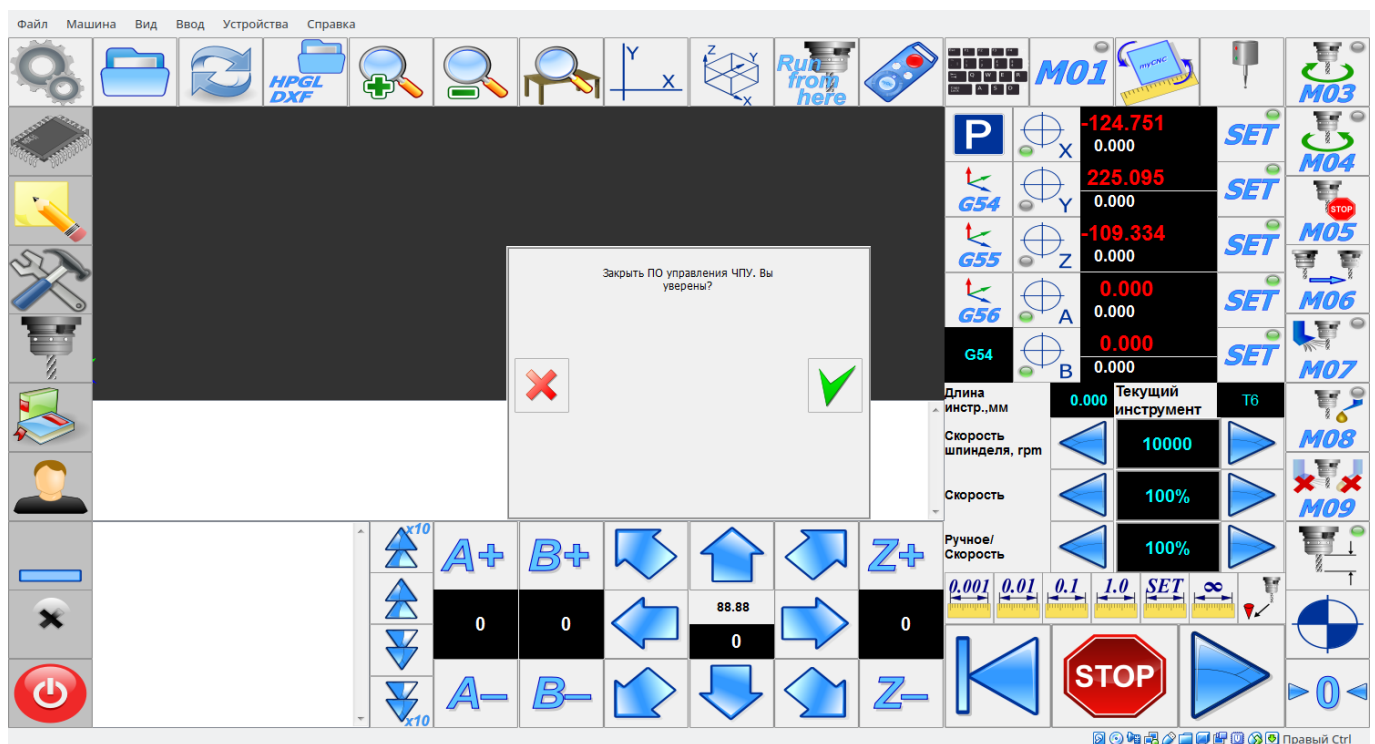 Файл Машина Вид Ввод Устройства Справка
HPGL
DXF
Y
X
Z
Y
X
Run
from
here
Q W E R
A S D
M01
myCNC
M03
P
X
-124.751
0.000
SET
M04
G54
Y
225.095
0.000
SET
STOP
M05
G55
Z
-109.334
0.000
SET
M06
G56
A
0.000
0.000
SET
G54
B
0.000
0.000
SET
M07
Закрыть ПО управления ЧПУ. Вы
уверены?
Длина
инстр.,мм
0.000
Текущий
инструмент
T6
M08
Скорость
шпинделя, rpm
10000
Скорость
100%
M09
Ручное/
Скорость
100%
0.001 0.01 0.1 1.0 SET ∞
x10
A+ B+ Z+
0 0 88.88 0 0
A– B– Z–
x10
STOP
0
Правый Ctrl